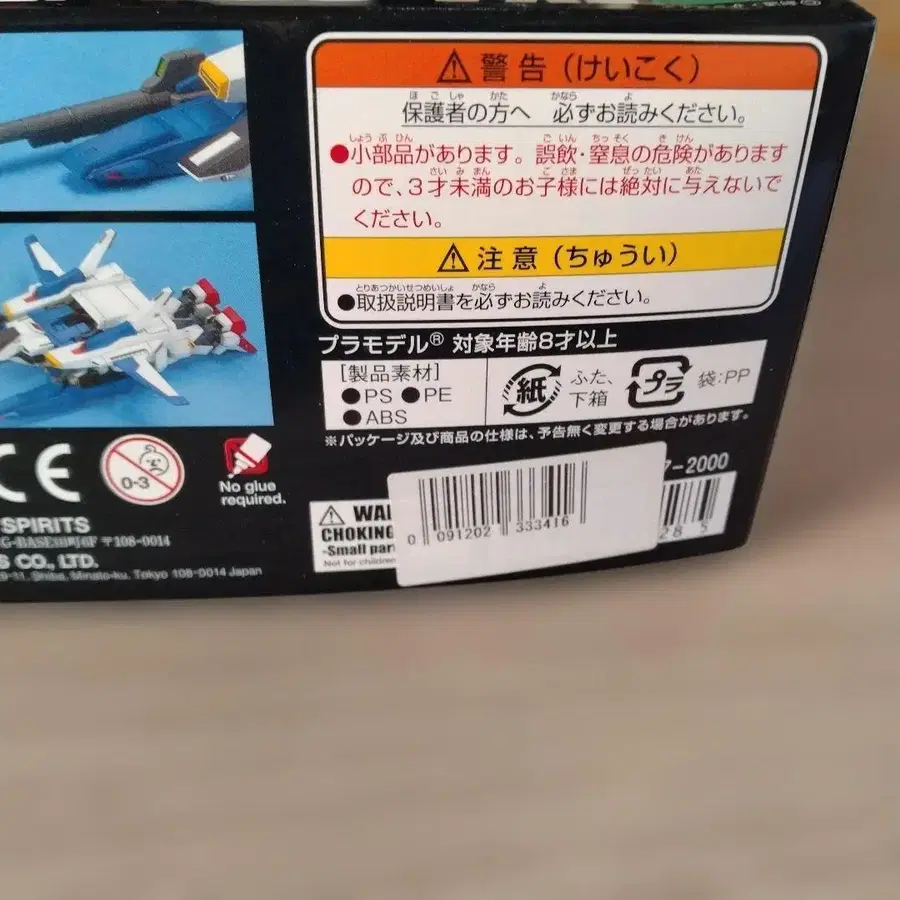 警告（けいこく）
保護者の方へ 必ずお読みください。
●小部品があります。誤飲・窒息の危険があります
ので、3才未満のお子様には絶対に与えないで
ください。
注意（ちゅうい）
●取扱説明書を必ずお読みください。
プラモデル® 対象年齢8才以上
[製品素材]
●PS ●PE
●ABS
紙
ふた、
下箱
プラ
袋:PP
※パッケージ及び商品の仕様は、予告無く変更する場合があります。
CE
0-3
No glue
required.
SPIRITS
〒108-0014
CO., LTD.
Shiba, Minato-ku, Tokyo 108-0014 Japan
CHOKING
-Small
Not for
-2000
28 5
0 091202 333416